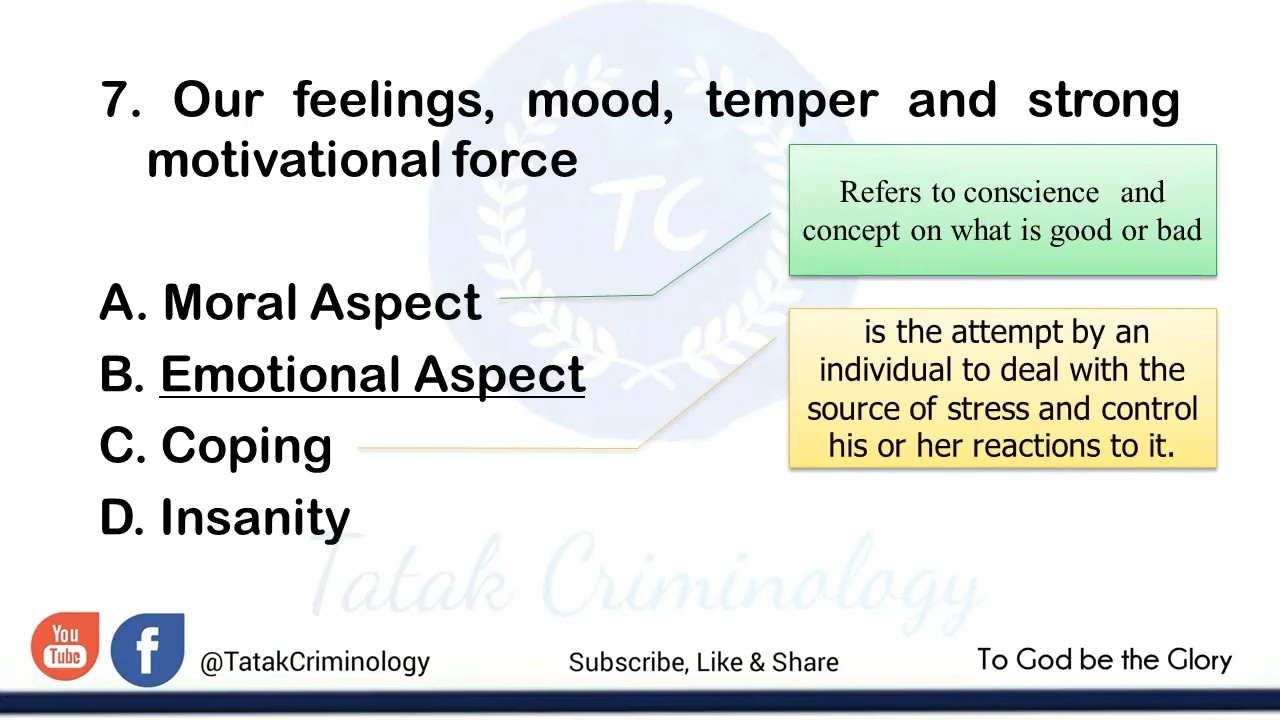 7. Our feelings, mood, temper and strong
motivational force
Refers to conscience and
concept on what is good or bad
A. Moral Aspect
B. Emotional Aspect
C. Coping
D. Insanity
is the attempt by an
individual to deal with the
source of stress and control
his or her reactions to it.
TC
Tatak Criminology
You
Tube
f
@TatakCriminology
Subscribe, Like & Share
To God be the Glory